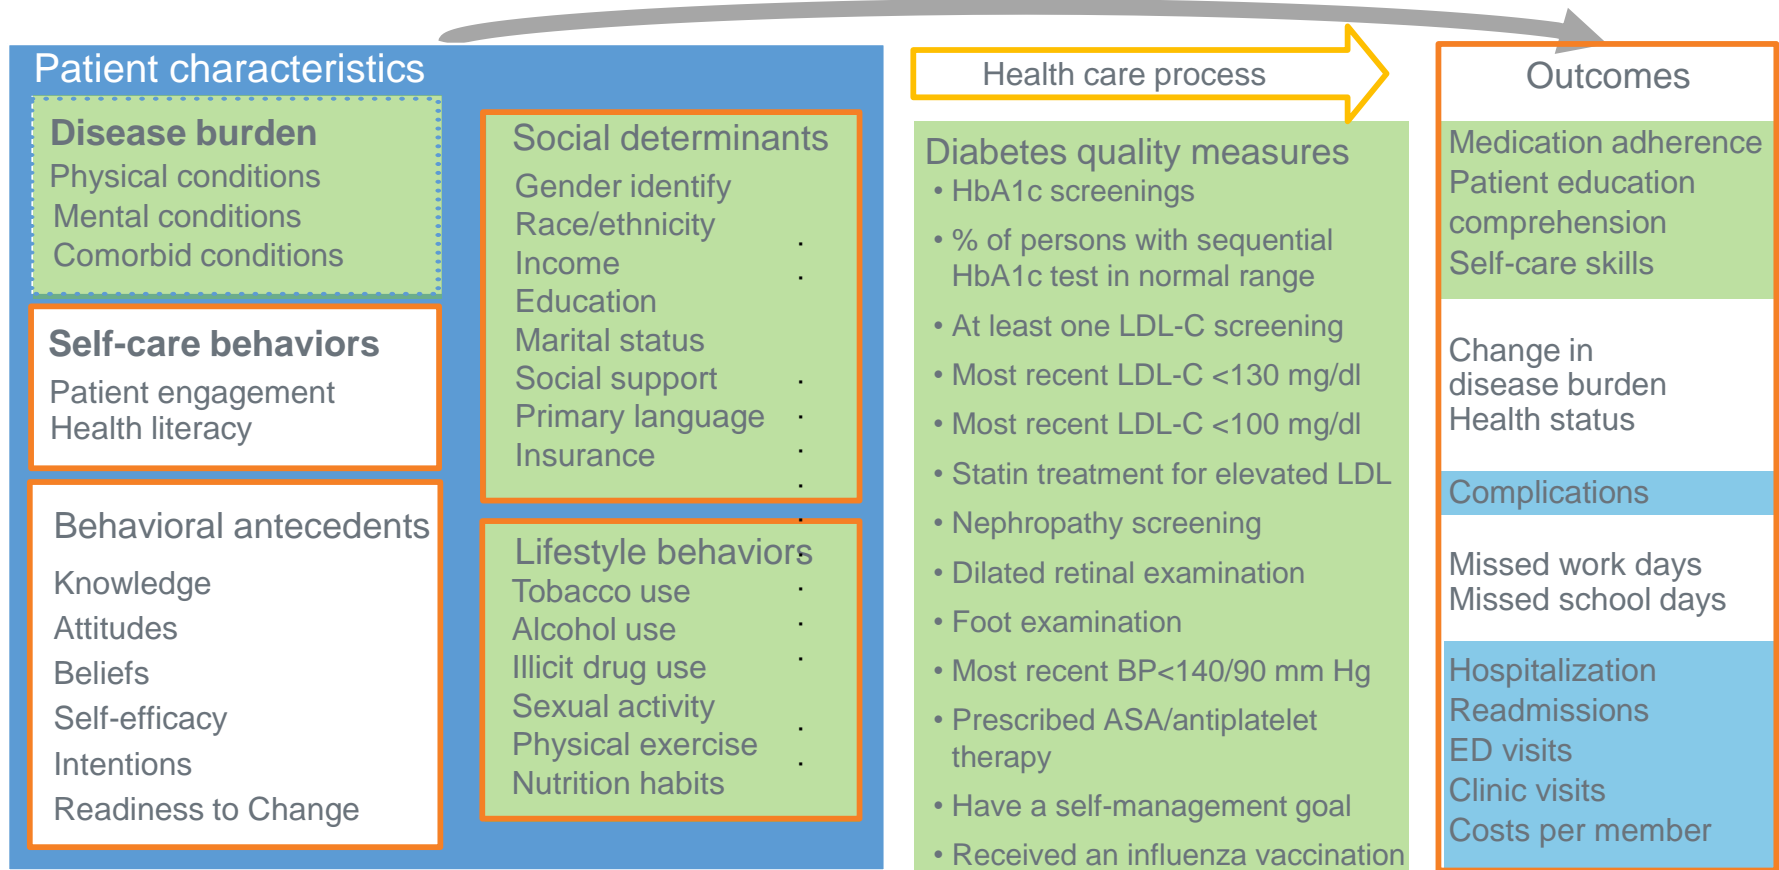 Patient characteristics
Disease burden
Physical conditions
Mental conditions
Comorbid conditions
Self-care behaviors
Patient engagement
Health literacy
Behavioral antecedents
Knowledge
Attitudes
Beliefs
Self-efficacy
Intentions
Readiness to Change
Social determinants
Gender identify
Race/ethnicity
Income
Education
Marital status
Social support
Primary language
Insurance
Lifestyle behaviors
Tobacco use
Alcohol use
Illicit drug use
Sexual activity
Physical exercise
Nutrition habits
Health care process
Diabetes quality measures
• HbA1c screenings
• % of persons with sequential
HbA1c test in normal range
• At least one LDL-C screening
• Most recent LDL-C <130 mg/dl
• Most recent LDL-C <100 mg/dl
• Statin treatment for elevated LDL
• Nephropathy screening
• Dilated retinal examination
• Foot examination
• Most recent BP<140/90 mm Hg
• Prescribed ASA/antiplatelet
therapy
• Have a self-management goal
• Received an influenza vaccination
Outcomes
Medication adherence
Patient education
comprehension
Self-care skills
Change in
disease burden
Health status
Complications
Missed work days
Missed school days
Hospitalization
Readmissions
ED visits
Clinic visits
Costs per member